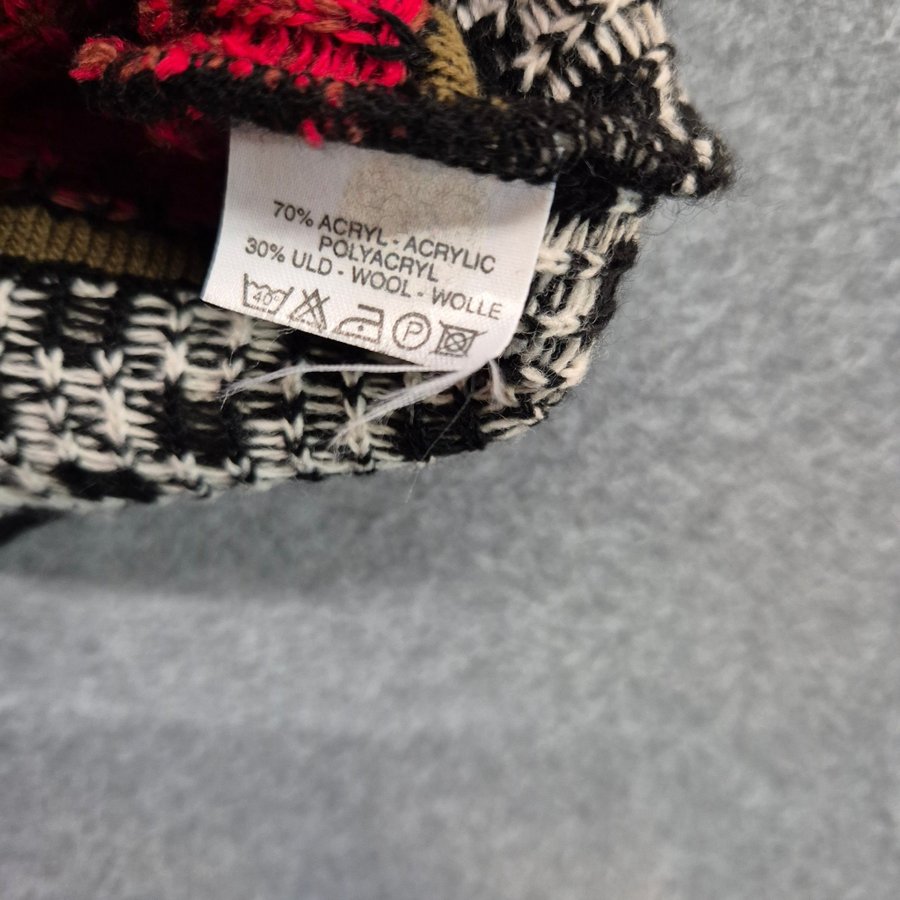 70% ACRYL - ACRYLIC
POLYACRYL
30% ULD - WOOL - WOLLE
40° P